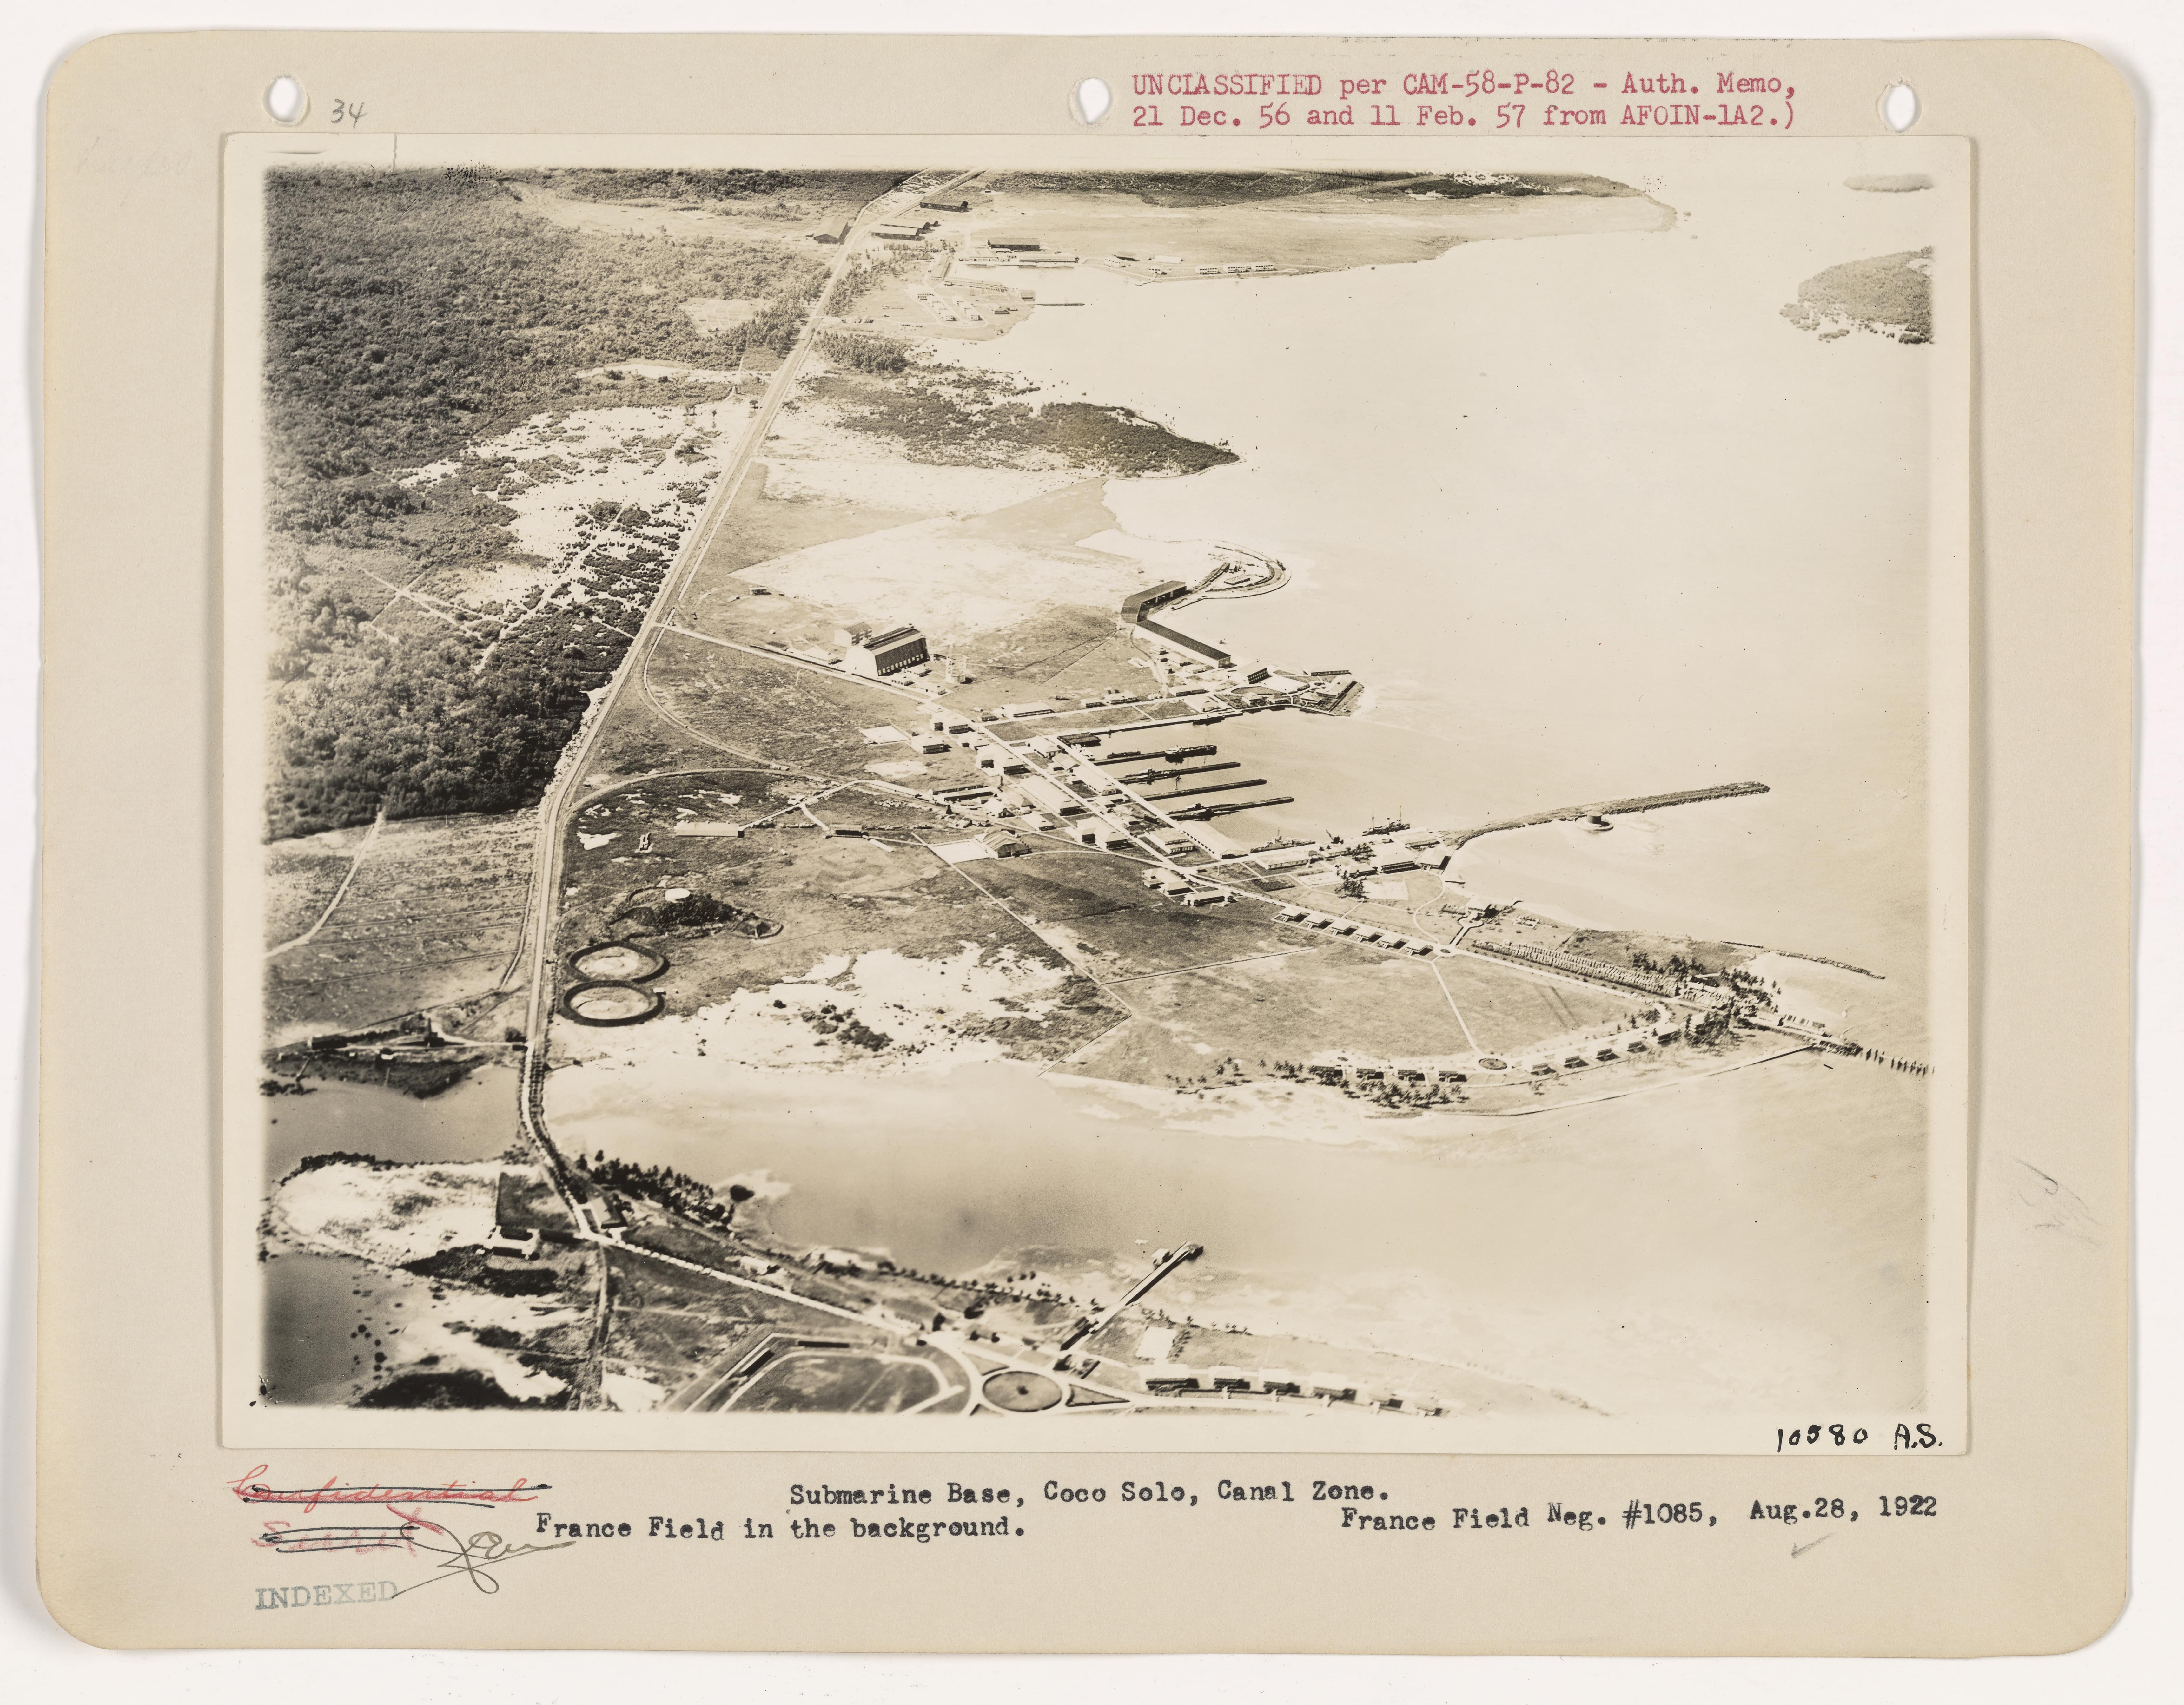 34
UNCLASSIFIED per CAM-58-P-82 - Auth. Memo,
21 Dec. 56 and 11 Feb. 57 from AFOIN-1A2.)
10580 A.S.
Confidential
Submarine Base, Coco Solo, Canal Zone.
Secret
France Field in the background.
France Field Neg. #1085, Aug.28, 1922
INDEXED